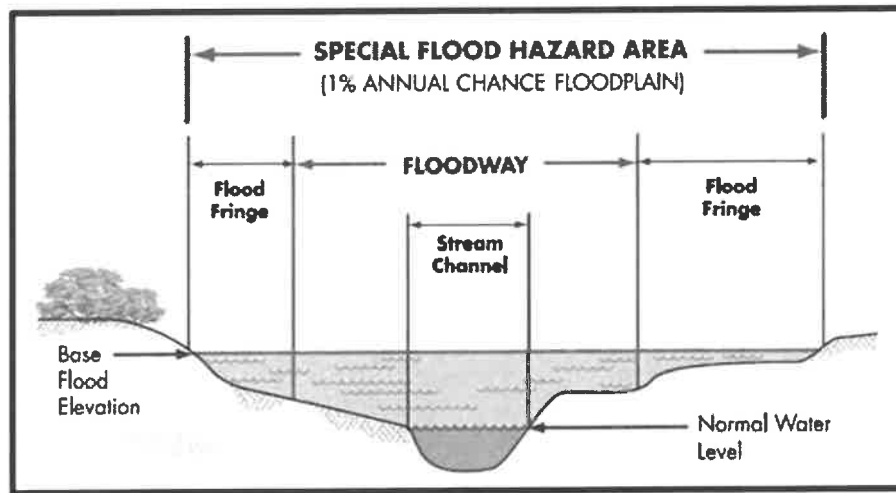 SPECIAL FLOOD HAZARD AREA
(1% ANNUAL CHANCE FLOODPLAIN)
FLOODWAY
Flood
Fringe
Flood
Fringe
Stream
Channel
Base
Flood
Elevation
Normal Water
Level